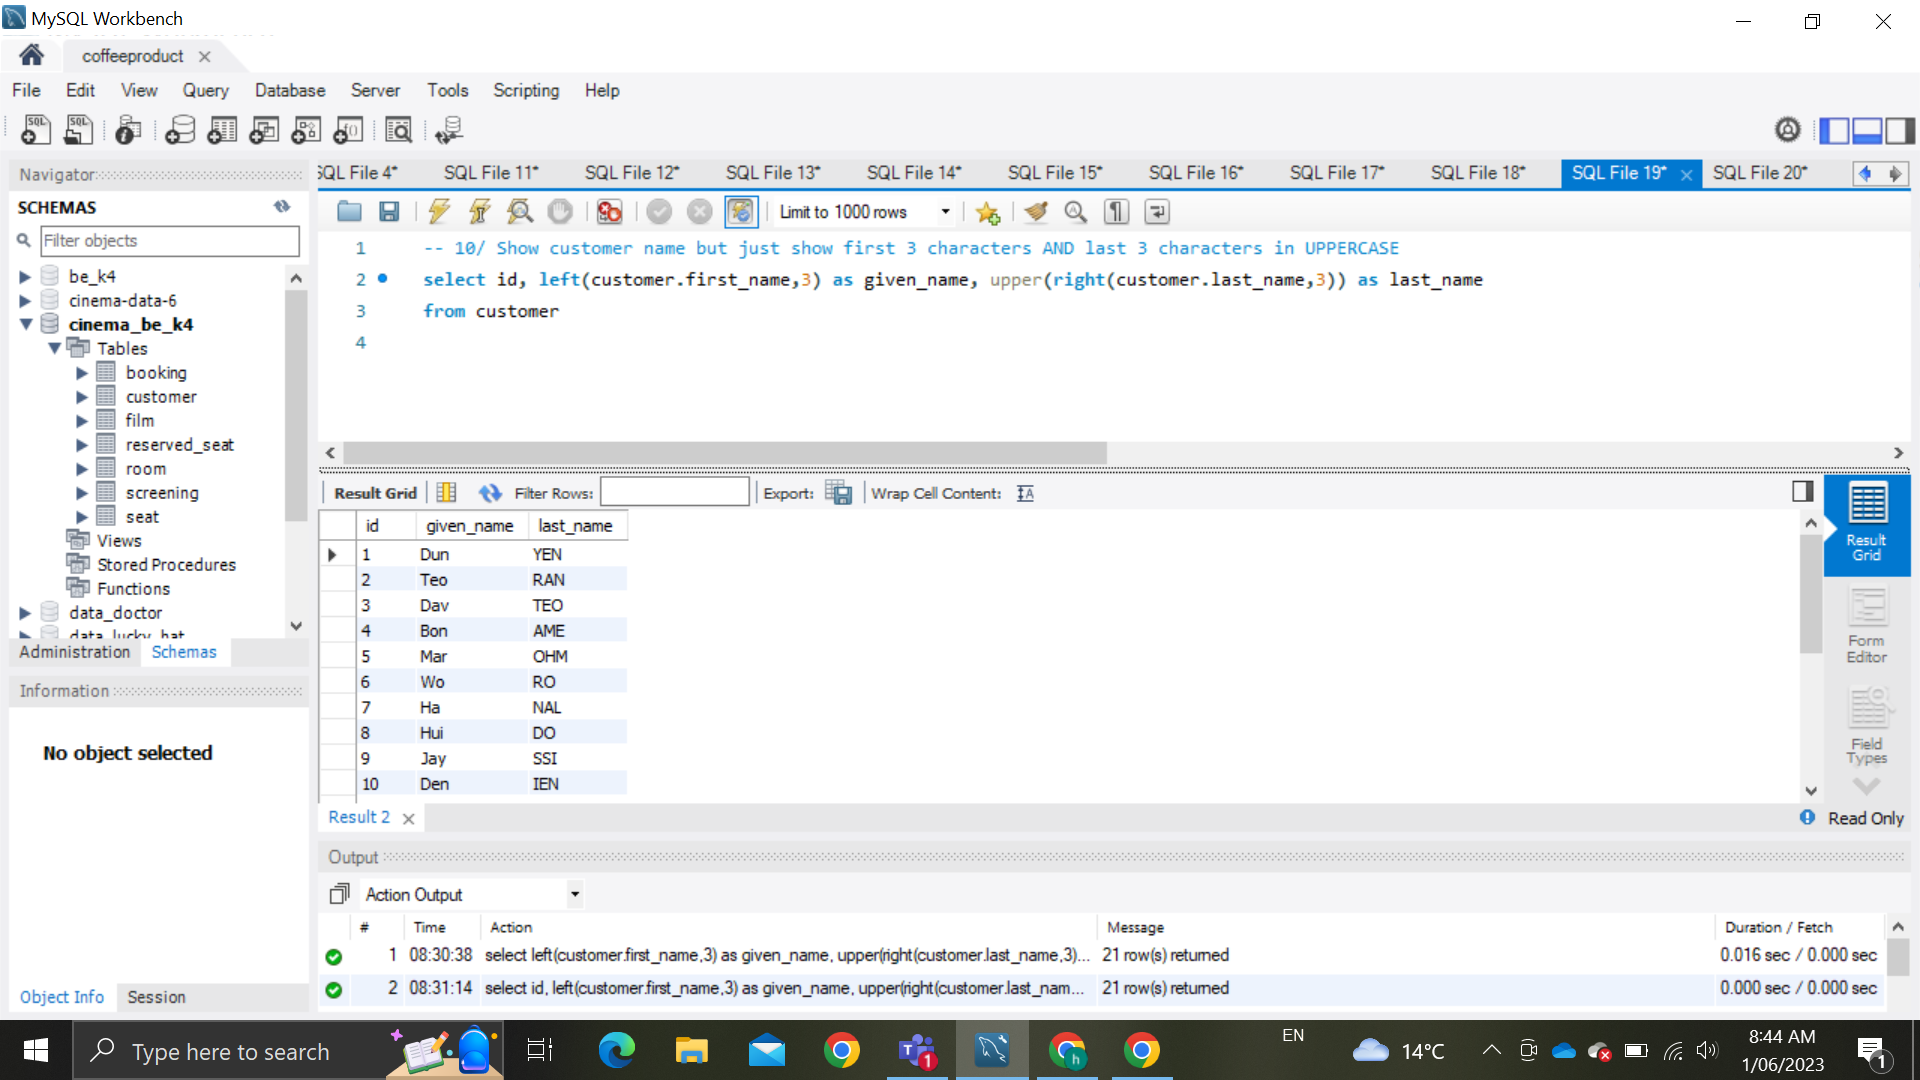 MySQL Workbench
coffeeproduct
File Edit View Query Database Server Tools Scripting Help
Navigator
SCHEMAS
Filter objects
be_k4
cinema-data-6
cinema_be_k4
Tables
booking
customer
film
reserved_seat
room
screening
seat
Views
Stored Procedures
Functions
data_doctor
data_lucky_hat
Administration Schemas
Information
No object selected
Object Info Session
SQL File 4* SQL File 11* SQL File 12* SQL File 13* SQL File 14* SQL File 15* SQL File 16* SQL File 17* SQL File 18* SQL File 19* SQL File 20*
Limit to 1000 rows
1 -- 10/ Show customer name but just show first 3 characters AND last 3 characters in UPPERCASE
2 select id, left(customer.first_name,3) as given_name, upper(right(customer.last_name,3)) as last_name
3 from customer
4
Result Grid Filter Rows: Export: Wrap Cell Content:
id given_name last_name
1 Dun YEN
2 Teo RAN
3 Dav TEO
4 Bon AME
5 Mar OHM
6 Wo RO
7 Ha NAL
8 Hui DO
9 Jay SSI
10 Den IEN
Result Grid
Form Editor
Field Types
Result 2
Read Only
Output
Action Output
# Time Action Message Duration / Fetch
1 08:30:38 select left(customer.first_name,3) as given_name, upper(right(customer.last_name,3)... 21 row(s) returned 0.016 sec / 0.000 sec
2 08:31:14 select id, left(customer.first_name,3) as given_name, upper(right(customer.last_nam... 21 row(s) returned 0.000 sec / 0.000 sec
Type here to search
1
h
EN
14°C
8:44 AM
1/06/2023
1